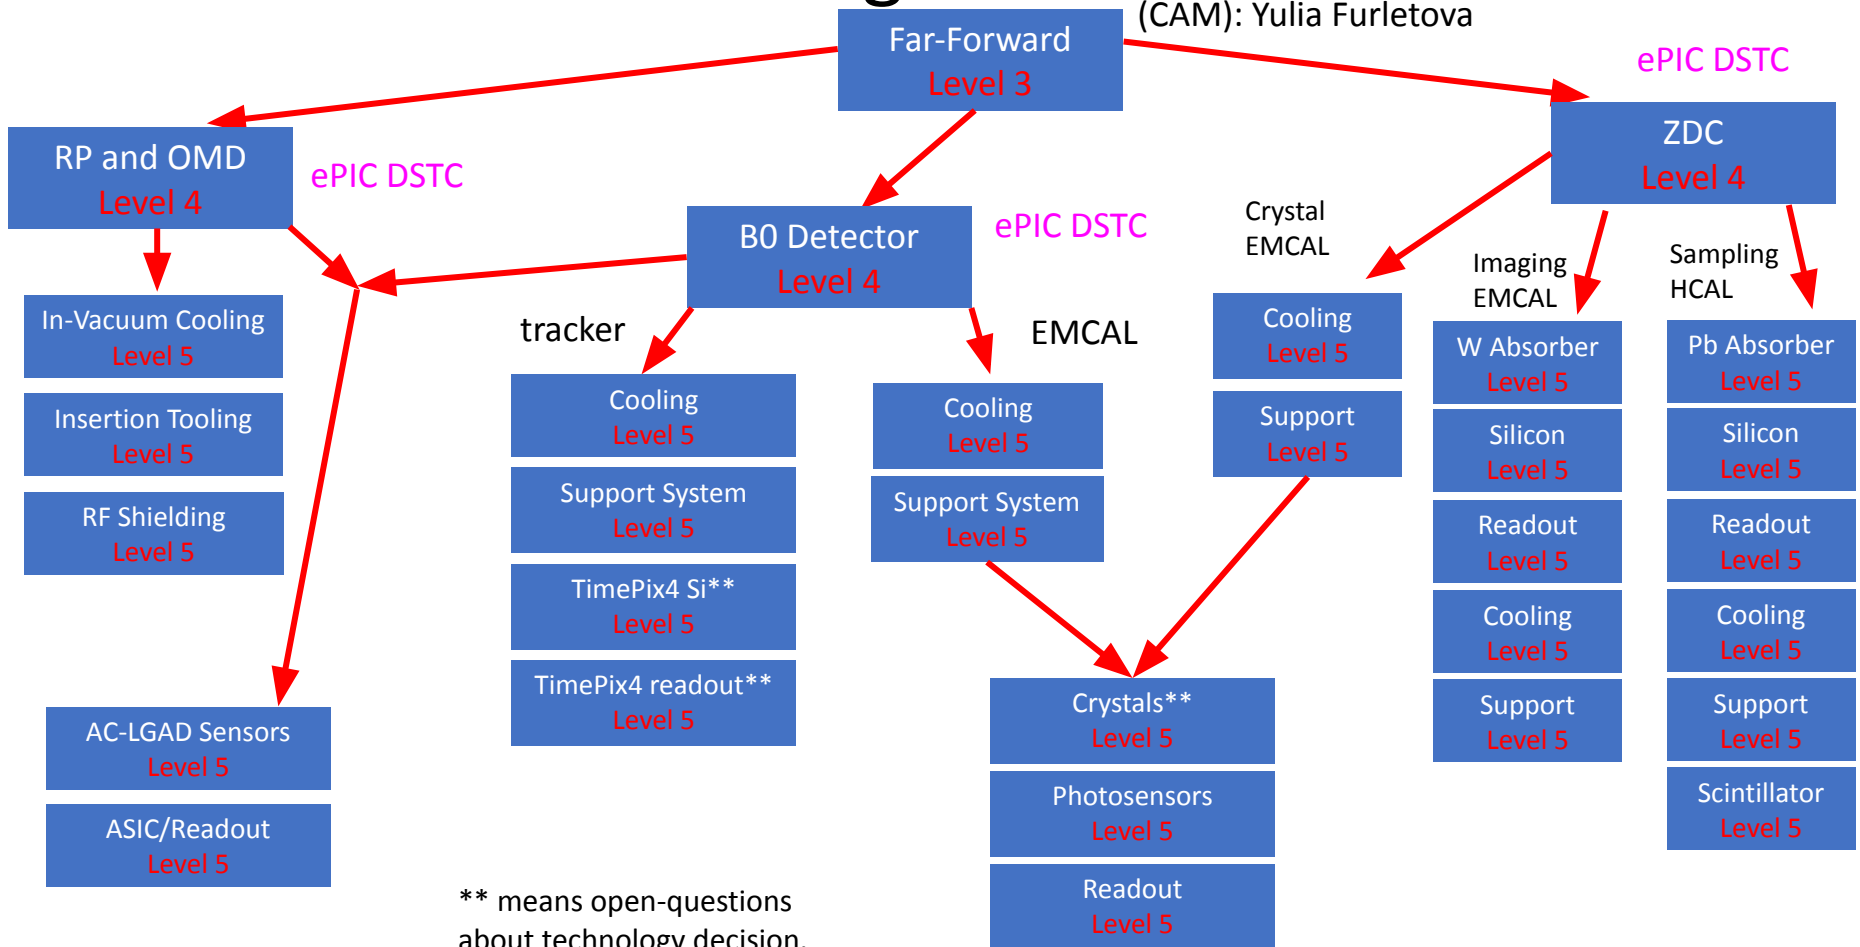 (CAM): Yulia Furletova
Far-Forward
Level 3
ePIC DSTC
RP and OMD
Level 4
ePIC DSTC
ZDC
Level 4
B0 Detector
Level 4
ePIC DSTC
Crystal
EMCAL
Imaging
EMCAL
Sampling
HCAL
In-Vacuum Cooling
Level 5
Insertion Tooling
Level 5
RF Shielding
Level 5
AC-LGAD Sensors
Level 5
ASIC/Readout
Level 5
tracker
Cooling
Level 5
Support System
Level 5
TimePix4 Si**
Level 5
TimePix4 readout**
Level 5
EMCAL
Cooling
Level 5
Support System
Level 5
Cooling
Level 5
Support
Level 5
Crystals**
Level 5
Photosensors
Level 5
Readout
Level 5
W Absorber
Level 5
Silicon
Level 5
Readout
Level 5
Cooling
Level 5
Support
Level 5
Pb Absorber
Level 5
Silicon
Level 5
Readout
Level 5
Cooling
Level 5
Support
Level 5
Scintillator
Level 5
** means open-questions
about technology decision.